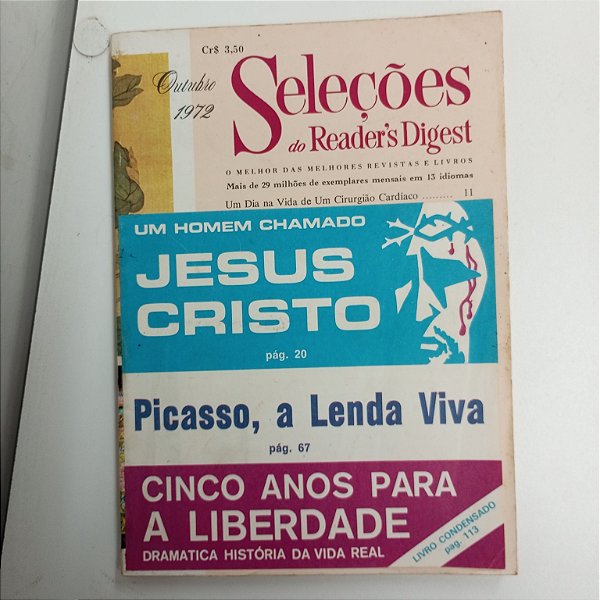 Cr$ 3,50
Outubro
1972
Seleções
do Reader's Digest
O MELHOR DAS MELHORES REVISTAS E LIVROS
Mais de 29 milhões de exemplares mensais em 13 idiomas
Um Dia na Vida de Um Cirurgião Cardíaco ......... 11
UM HOMEM CHAMADO
JESUS
CRISTO
pág. 20
Picasso, a Lenda Viva
pág. 67
CINCO ANOS PARA
A LIBERDADE
DRAMATICA HISTÓRIA DA VIDA REAL
LIVRO CONDENSADO
pag. 113